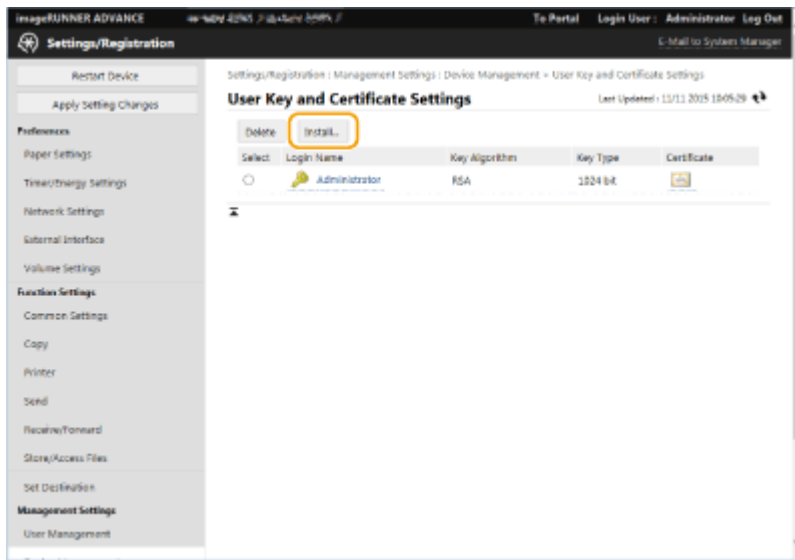 imageRUNNER ADVANCE
To Portal Login User : Administrator Log Out
Settings/Registration
E-Mail to System Manager
Restart Device
Apply Setting Changes
Preferences
Paper Settings
Timer/Energy Settings
Network Settings
External Interface
Volume Settings
Function Settings
Common Settings
Copy
Printer
Send
Receive/Forward
Store/Access Files
Set Destination
Management Settings
User Management
Settings/Registration : Management Settings : Device Management > User Key and Certificate Settings
User Key and Certificate Settings
Last Updated : 11/11 2015 10:05:29
Delete
Install...
Select Login Name Key Algorithm Key Type Certificate
Administrator RSA 1024 bit